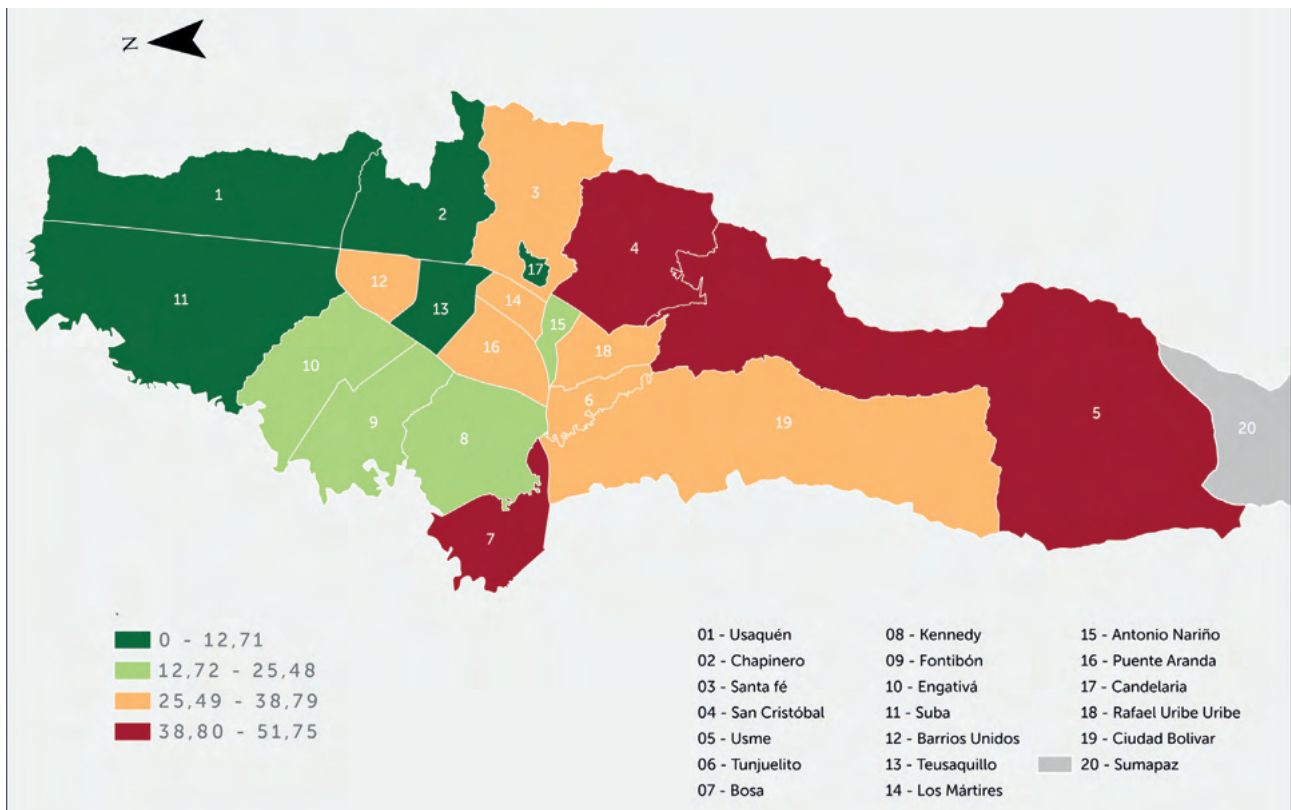 N
1
2
3
4
17
11
12
13
14
15
16
18
10
6
9
8
19
5
20
7
0 - 12,71
12,72 - 25,48
25,49 - 38,79
38,80 - 51,75
01 - Usaquén
02 - Chapinero
03 - Santa fé
04 - San Cristóbal
05 - Usme
06 - Tunjuelito
07 - Bosa
08 - Kennedy
09 - Fontibón
10 - Engativá
11 - Suba
12 - Barrios Unidos
13 - Teusaquillo
14 - Los Mártires
15 - Antonio Nariño
16 - Puente Aranda
17 - Candelaria
18 - Rafael Uribe Uribe
19 - Ciudad Bolivar
20 - Sumapaz